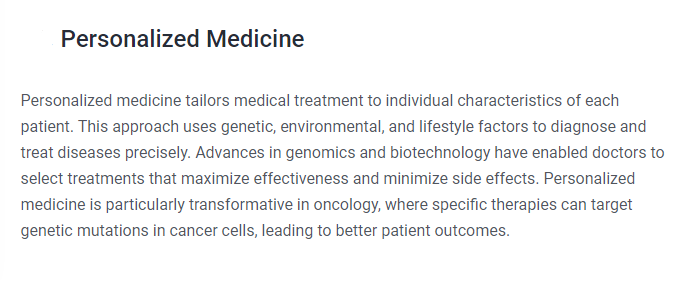 Personalized Medicine
Personalized medicine tailors medical treatment to individual characteristics of each
patient. This approach uses genetic, environmental, and lifestyle factors to diagnose and
treat diseases precisely. Advances in genomics and biotechnology have enabled doctors to
select treatments that maximize effectiveness and minimize side effects. Personalized
medicine is particularly transformative in oncology, where specific therapies can target
genetic mutations in cancer cells, leading to better patient outcomes.